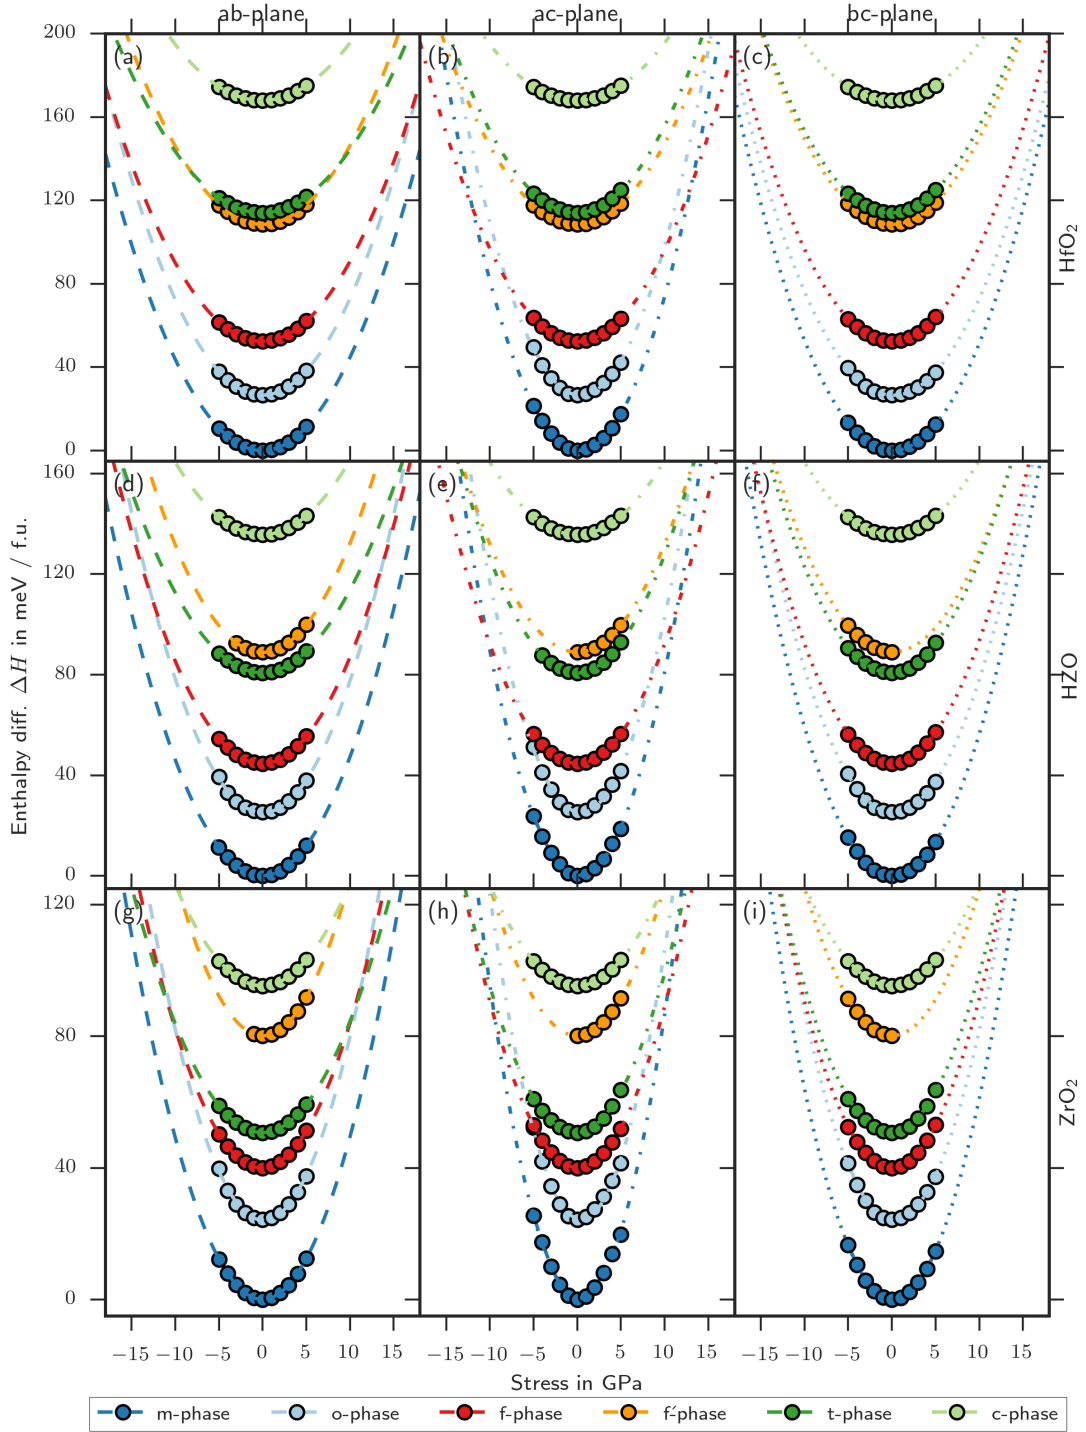 ab-plane ac-plane bc-plane
200 (a) (b) (c)
160
120
80
40
0
HfO₂
160 (d) (e) (f)
120
80
40
0
HZO
120 (g) (h) (i)
80
40
0
ZrO₂
Enthalpy diff. ΔH in meV / f.u.
−15 −10 −5 0 5 10 15 −15 −10 −5 0 5 10 15 −15 −10 −5 0 5 10 15
Stress in GPa
m-phase o-phase f-phase f′-phase t-phase c-phase